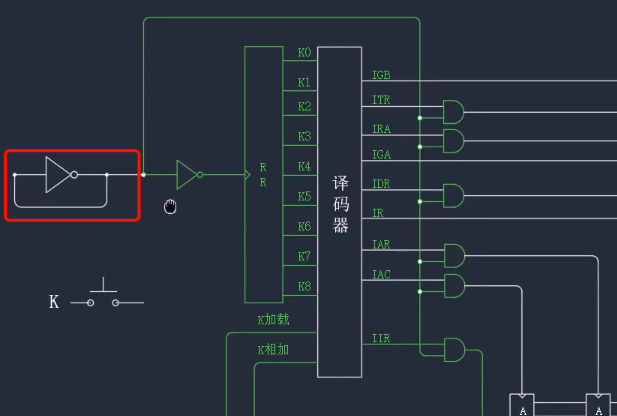 K0
IGB
K1
ITR
K2
IRA
K3
IGA
R
R
K4
译码器
IDR
K5
IR
K6
IAR
K7
IAC
K8
K
K加载
IIR
K相加
A
A